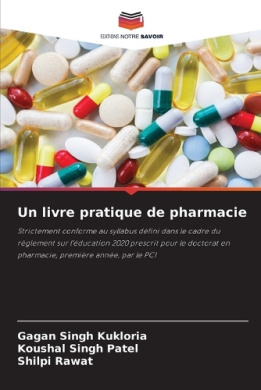 EDITIONS NOTRE SAVOIR
Un livre pratique de pharmacie
Strictement conforme au syllabus défini dans le cadre du
règlement sur l'éducation 2020 prescrit pour le doctorat en
pharmacie, première année, par le PCI
Gagan Singh Kukloria
Koushal Singh Patel
Shilpi Rawat